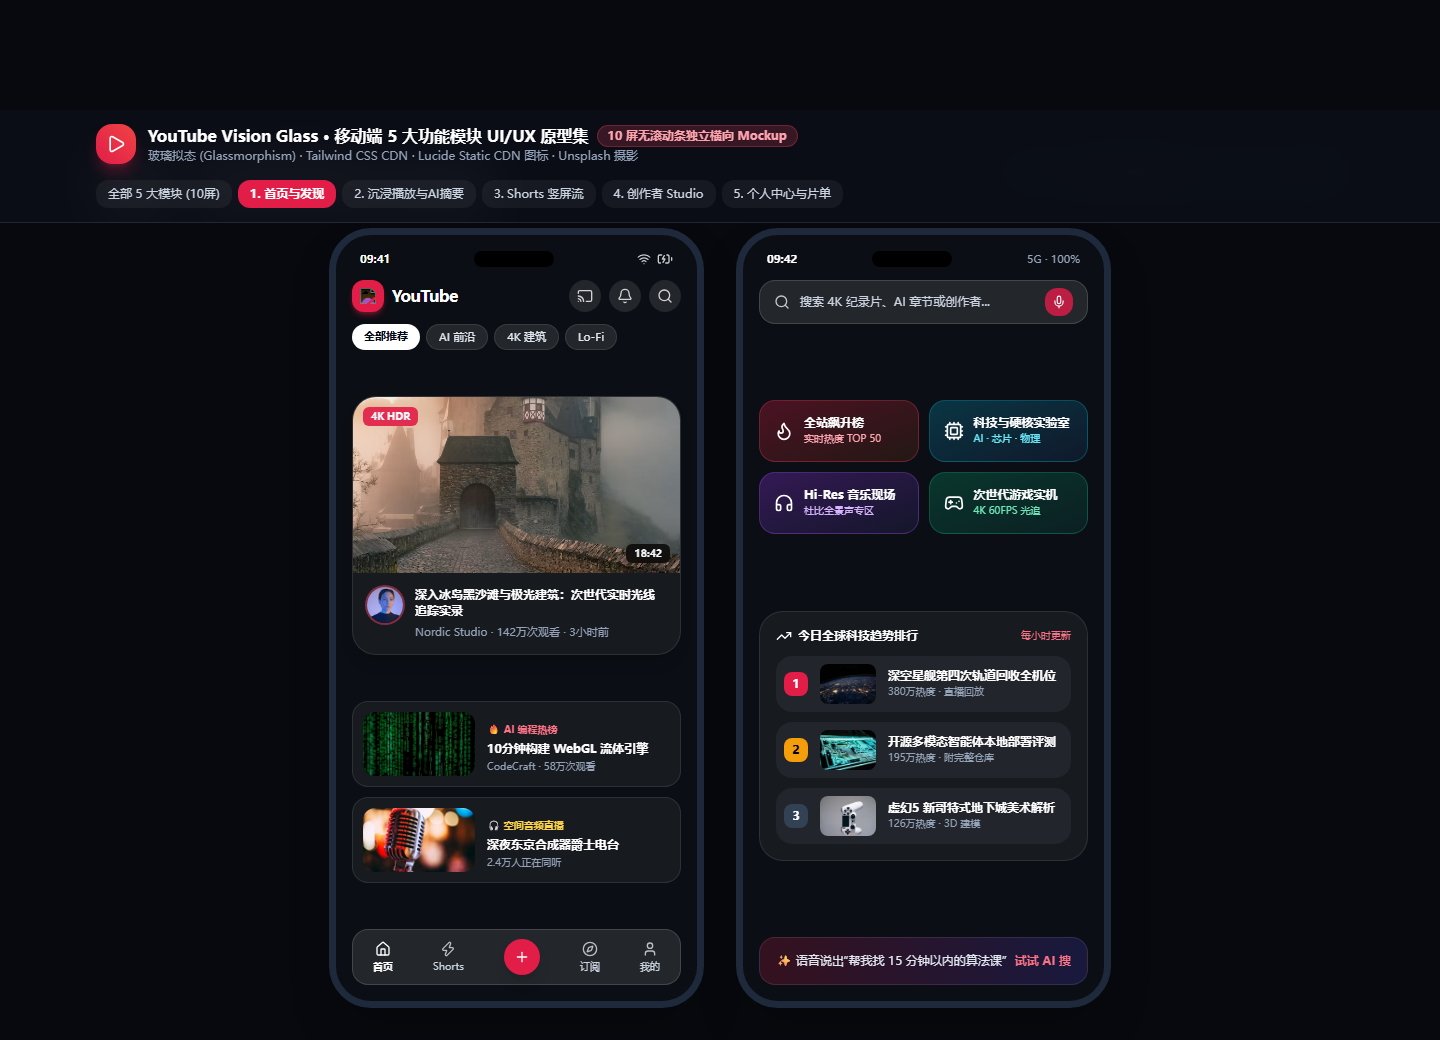 YouTube Vision Glass • 移动端 5 大功能模块 UI/UX 原型集
10 屏无滚动条独立横向 Mockup
玻璃拟态 (Glassmorphism) · Tailwind CSS CDN · Lucide Static CDN 图标 · Unsplash 摄影
全部 5 大模块 (10屏)
1. 首页与发现
2. 沉浸播放与AI摘要
3. Shorts 竖屏流
4. 创作者 Studio
5. 个人中心与片单
09:41
YouTube
全部推荐
AI 前沿
4K 建筑
Lo-Fi
4K HDR
18:42
深入冰岛黑沙滩与极光建筑：次世代实时光线
追踪实录
Nordic Studio · 142万次观看 · 3小时前
🔥 AI 编程热榜
10分钟构建 WebGL 流体引擎
CodeCraft · 58万次观看
🎧 空间音频直播
深夜东京合成器爵士电台
2.4万人正在同听
首页
Shorts
订阅
我的
09:42
5G · 100%
搜索 4K 纪录片、AI 章节或创作者...
全站飙升榜
实时热度 TOP 50
科技与硬核实验室
AI · 芯片 · 物理
Hi-Res 音乐现场
杜比全景声专区
次世代游戏实机
4K 60FPS 光追
今日全球科技趋势排行
每小时更新
1
深空星舰第四次轨道回收全机位
380万热度 · 直播回放
2
开源多模态智能体本地部署评测
195万热度 · 附完整仓库
3
虚幻5 新哥特式地下城美术解析
126万热度 · 3D 建模
✨ 语音说出“帮我找 15 分钟以内的算法课”
试试 AI 搜